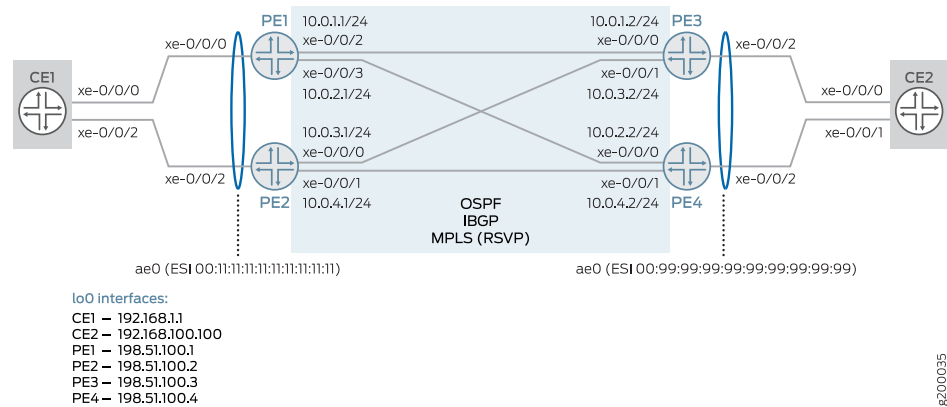 PE1
10.0.1.1/24
10.0.1.2/24
PE3
xe-0/0/0
xe-0/0/2
xe-0/0/0
xe-0/0/2
CE1
xe-0/0/0
xe-0/0/3
xe-0/0/1
xe-0/0/0
CE2
10.0.2.1/24
10.0.3.2/24
xe-0/0/2
10.0.3.1/24
10.0.2.2/24
xe-0/0/1
xe-0/0/0
xe-0/0/0
xe-0/0/2
xe-0/0/1
xe-0/0/1
xe-0/0/2
PE2
10.0.4.1/24
10.0.4.2/24
PE4
OSPF
IBGP
MPLS (RSVP)
ae0 (ESI 00:11:11:11:11:11:11:11:11:11)
ae0 (ESI 00:99:99:99:99:99:99:99:99:99)
lo0 interfaces:
CE1 – 192.168.1.1
CE2 – 192.168.100.100
PE1 – 198.51.100.1
PE2 – 198.51.100.2
PE3 – 198.51.100.3
PE4 – 198.51.100.4
g200035